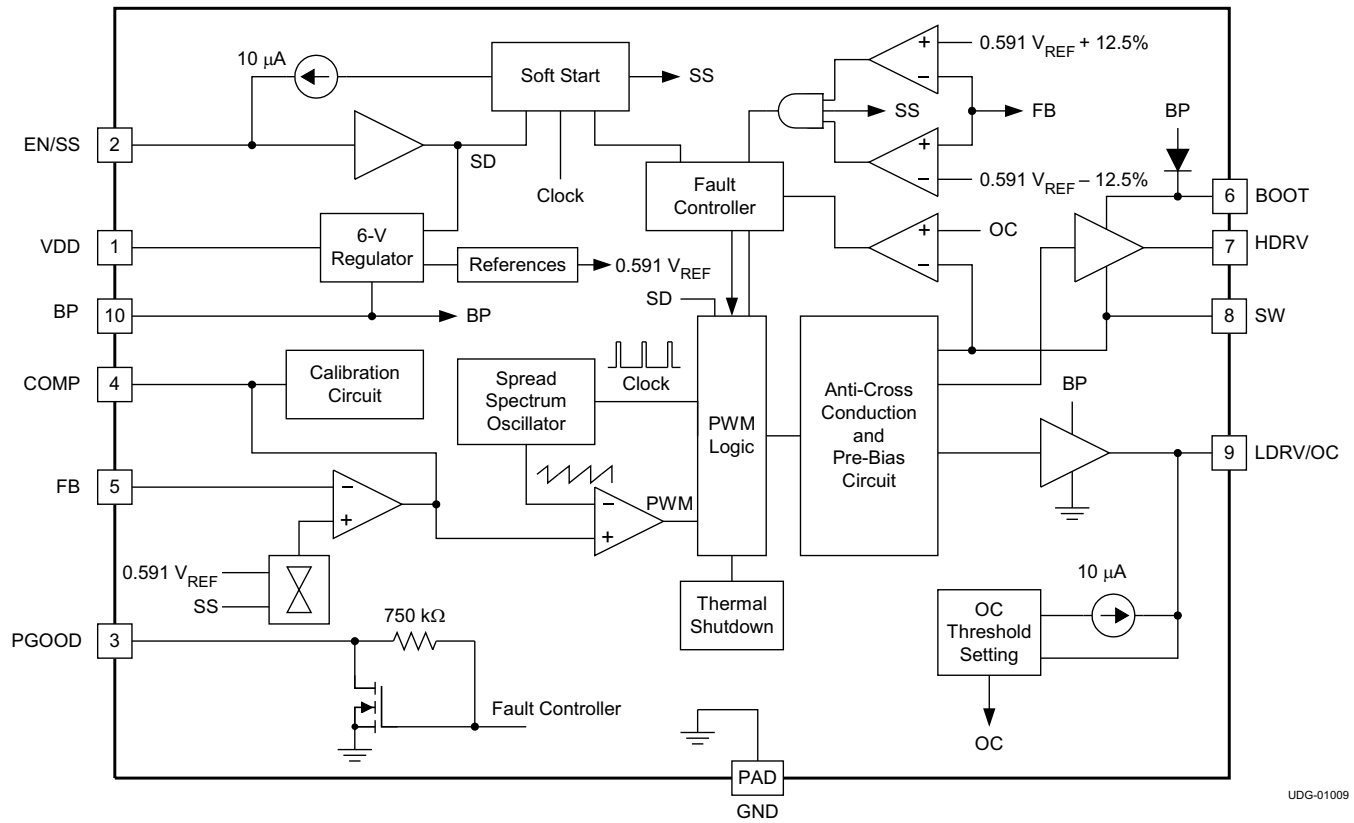 10 µA
Soft Start
SS
0.591 VREF + 12.5%
+
−
SS
FB
BP
EN/SS
2
SD
Clock
Fault
Controller
+
−
0.591 VREF – 12.5%
6
BOOT
VDD
1
6-V
Regulator
References
0.591 VREF
+
−
OC
7
HDRV
BP
10
BP
SD
8
SW
COMP
4
Calibration
Circuit
Spread
Spectrum
Oscillator
Clock
PWM
Logic
Anti-Cross
Conduction
and
Pre-Bias
Circuit
BP
9
LDRV/OC
FB
5
−
+
PWM
−
+
0.591 VREF
SS
Thermal
Shutdown
10 µA
OC
Threshold
Setting
OC
PGOOD
3
750 kΩ
Fault Controller
PAD
GND
UDG-01009